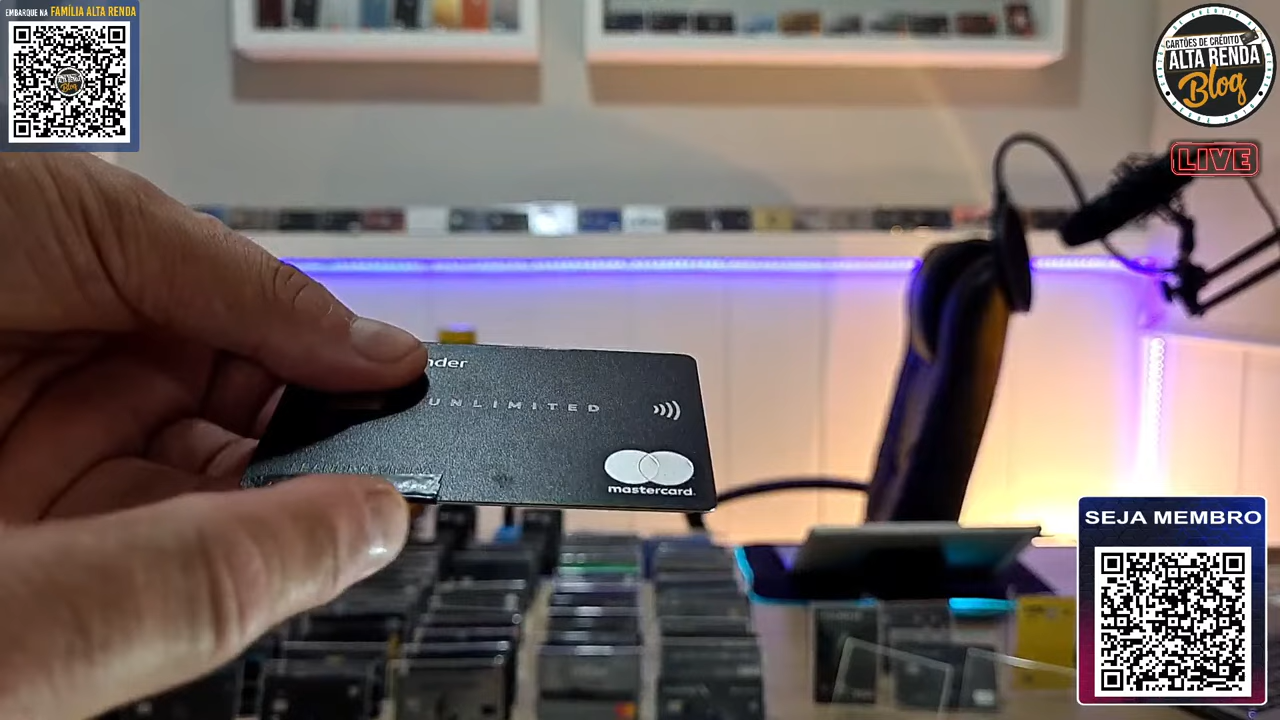 EMBARQUE NA FAMÍLIA ALTA RENDA
CARTÕES DE CRÉDITO
ALTA RENDA
Blog
LIVE
nder
UNLIMITED
mastercard.
SEJA MEMBRO